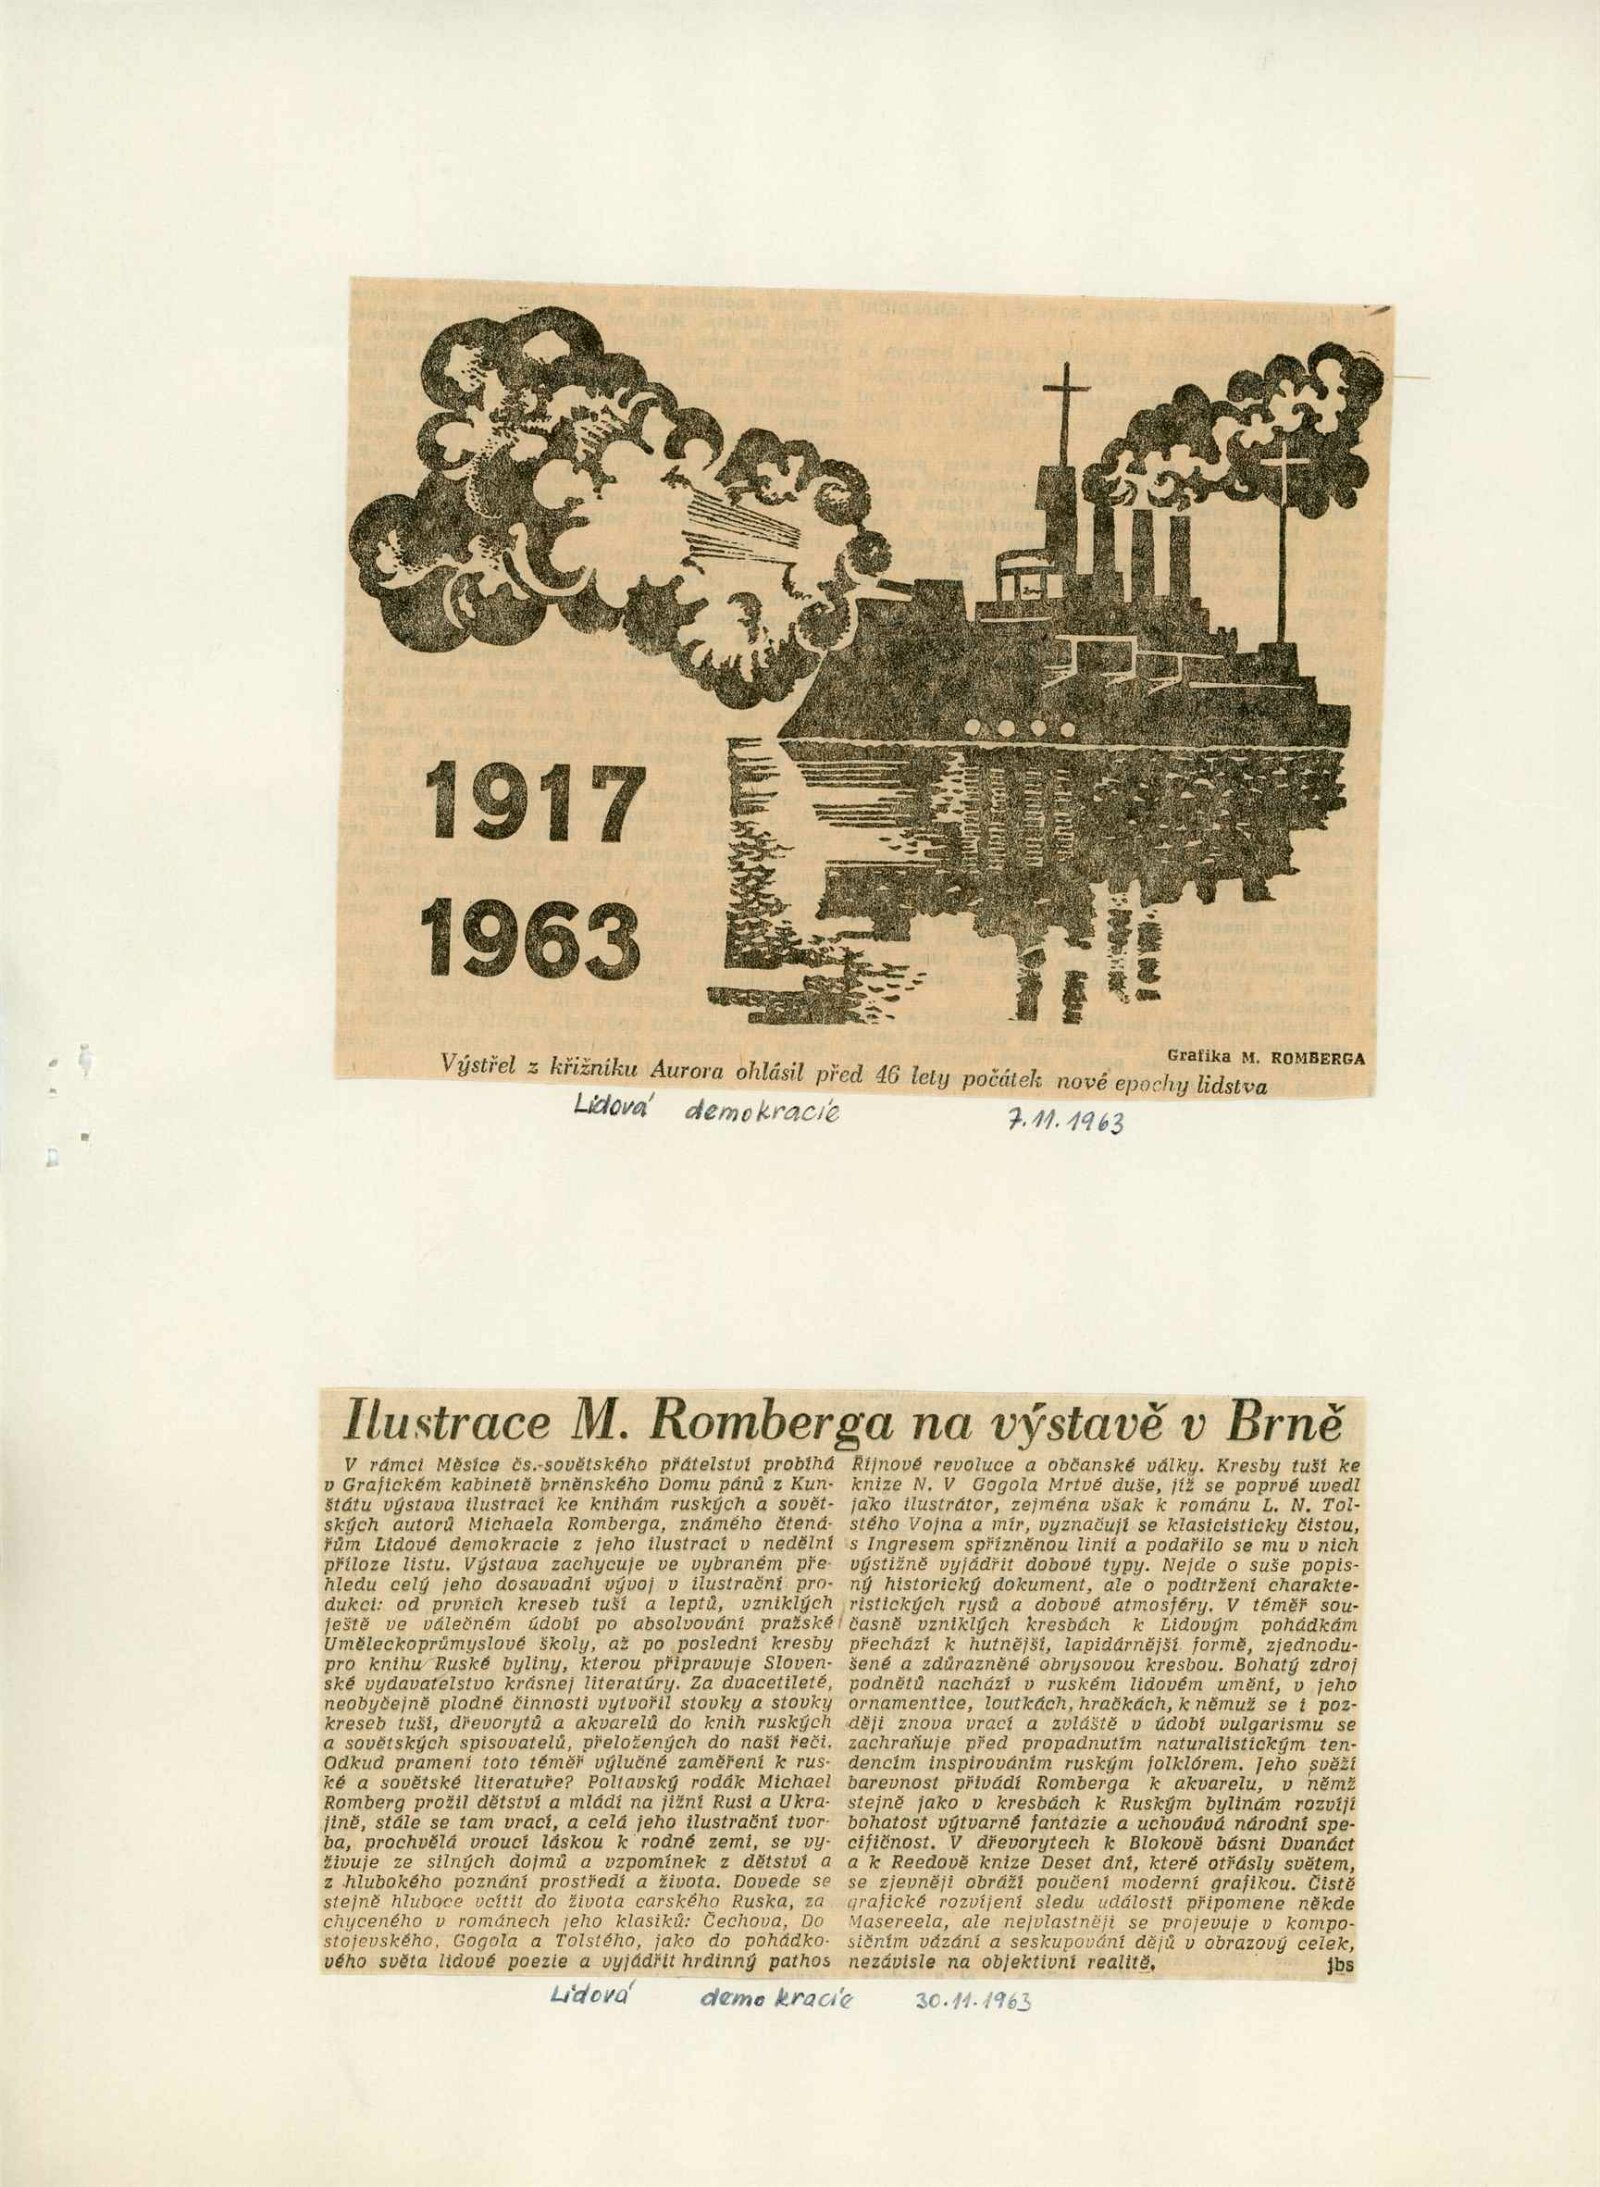 1917
1963
Grafika M. ROMBERGA
Výstřel z křižníku Aurora ohlásil před 46 lety počátek nové epochy lidstva
Lidová demokracie 7.11.1963
Ilustrace M. Romberga na výstavě v Brně
V rámci Měsíce čs.-sovětského přátelství probíhá
v Grafickém kabinetě brněnského Domu pánů z Kun-
štátu výstava ilustrací ke knihám ruských a sovět-
ských autorů Michaela Romberga, známého čtená-
řům Lidové demokracie z jeho ilustrací v nedělní
příloze listu. Výstava zachycuje ve vybraném pře-
hledu celý jeho dosavadní vývoj v ilustrační pro-
dukci: od prvních kreseb tuší a leptů, vzniklých
ještě ve válečném údobí po absolvování pražské
Uměleckoprůmyslové školy, až po poslední kresby
pro knihu Ruské byliny, kterou připravuje Sloven-
ské vydavatelstvo krásnej literatúry. Za dvacetileté,
neobyčejně plodné činnosti vytvořil stovky a stovky
kreseb tuší, dřevorytů a akvarelů do knih ruských
a sovětských spisovatelů, přeložených do naší řeči.
Odkud pramení toto téměř výlučné zaměření k rus-
ké a sovětské literatuře? Poltavský rodák Michael
Romberg prožil dětství a mládí na jižní Rusi a Ukra-
jině, stále se tam vrací, a celá jeho ilustrační tvor-
ba, prochvělá vroucí láskou k rodné zemi, se vy-
živuje ze silných dojmů a vzpomínek z dětství a
z hlubokého poznání prostředí a života. Dovede se
stejně hluboce vcítit do života carského Ruska, za
chyceného v románech jeho klasiků: Čechova, Do
stojevského, Gogola a Tolstého, jako do pohádko-
vého světa lidové poezie a vyjádřit hrdinný pathos
Říjnové revoluce a občanské války. Kresby tuší ke
knize N. V Gogola Mrtvé duše, jíž se poprvé uvedl
jako ilustrátor, zejména však k románu L. N. Tol-
stého Vojna a mír, vyznačují se klasicisticky čistou,
s Ingresem spřízněnou linií a podařilo se mu v nich
výstižně vyjádřit dobové typy. Nejde o suše popis-
ný historický dokument, ale o podtržení charakte-
ristických rysů a dobové atmosféry. V téměř sou-
časně vzniklých kresbách k Lidovým pohádkám
přechází k hutnější, lapidárnější formě, zjednodu-
šené a zdůrazněné obrysovou kresbou. Bohatý zdroj
podnětů nachází v ruském lidovém umění, v jeho
ornamentice, loutkách, hračkách, k němuž se i poz-
ději znova vrací a zvláště v údobí vulgarismu se
zachraňuje před propadnutím naturalistickým ten-
dencím inspirováním ruským folklórem. Jeho svěží
barevnost přivádí Romberga k akvarelu, v němž
stejně jako v kresbách k Ruským bylinám rozvíjí
bohatost výtvarné fantazie a uchovává národní spe-
cifičnost. V dřevorytech k Blokově básni Dvanáct
a k Reedově knize Deset dní, které otřásly světem,
se zjevněji obráží poučení moderní grafikou. Čistě
grafické rozvíjení sledu událostí připomene někde
Masereela, ale nejvlastněji se projevuje v kompo-
sičním vázání a seskupování dějů v obrazový celek,
nezávisle na objektivní realitě. jbs
Lidová demokracie 30.11.1963